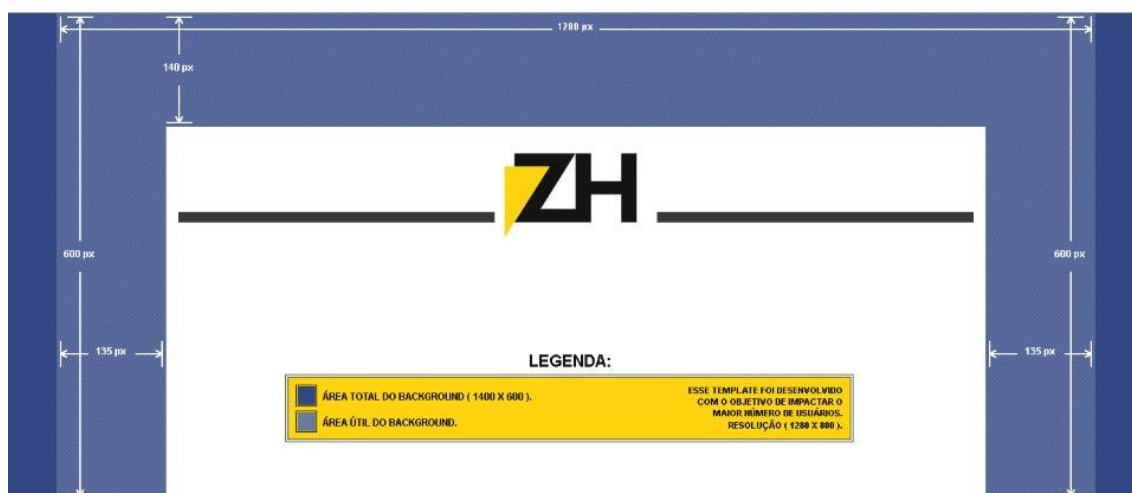 1280 px
140 px
ZH
600 px
600 px
135 px
135 px
LEGENDA:
ÁREA TOTAL DO BACKGROUND ( 1400 X 600 ).
ÁREA ÚTIL DO BACKGROUND.
ESSE TEMPLATE FOI DESENVOLVIDO
COM O OBJETIVO DE IMPACTAR O
MAIOR NÚMERO DE USUÁRIOS.
RESOLUÇÃO ( 1280 X 800 ).